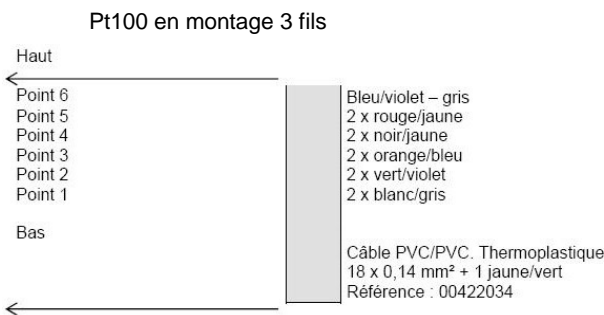 Pt100 en montage 3 fils
Haut
Point 6
Point 5
Point 4
Point 3
Point 2
Point 1
Bas
Bleu/violet – gris
2 x rouge/jaune
2 x noir/jaune
2 x orange/bleu
2 x vert/violet
2 x blanc/gris
Câble PVC/PVC. Thermoplastique
18 x 0,14 mm² + 1 jaune/vert
Référence : 00422034